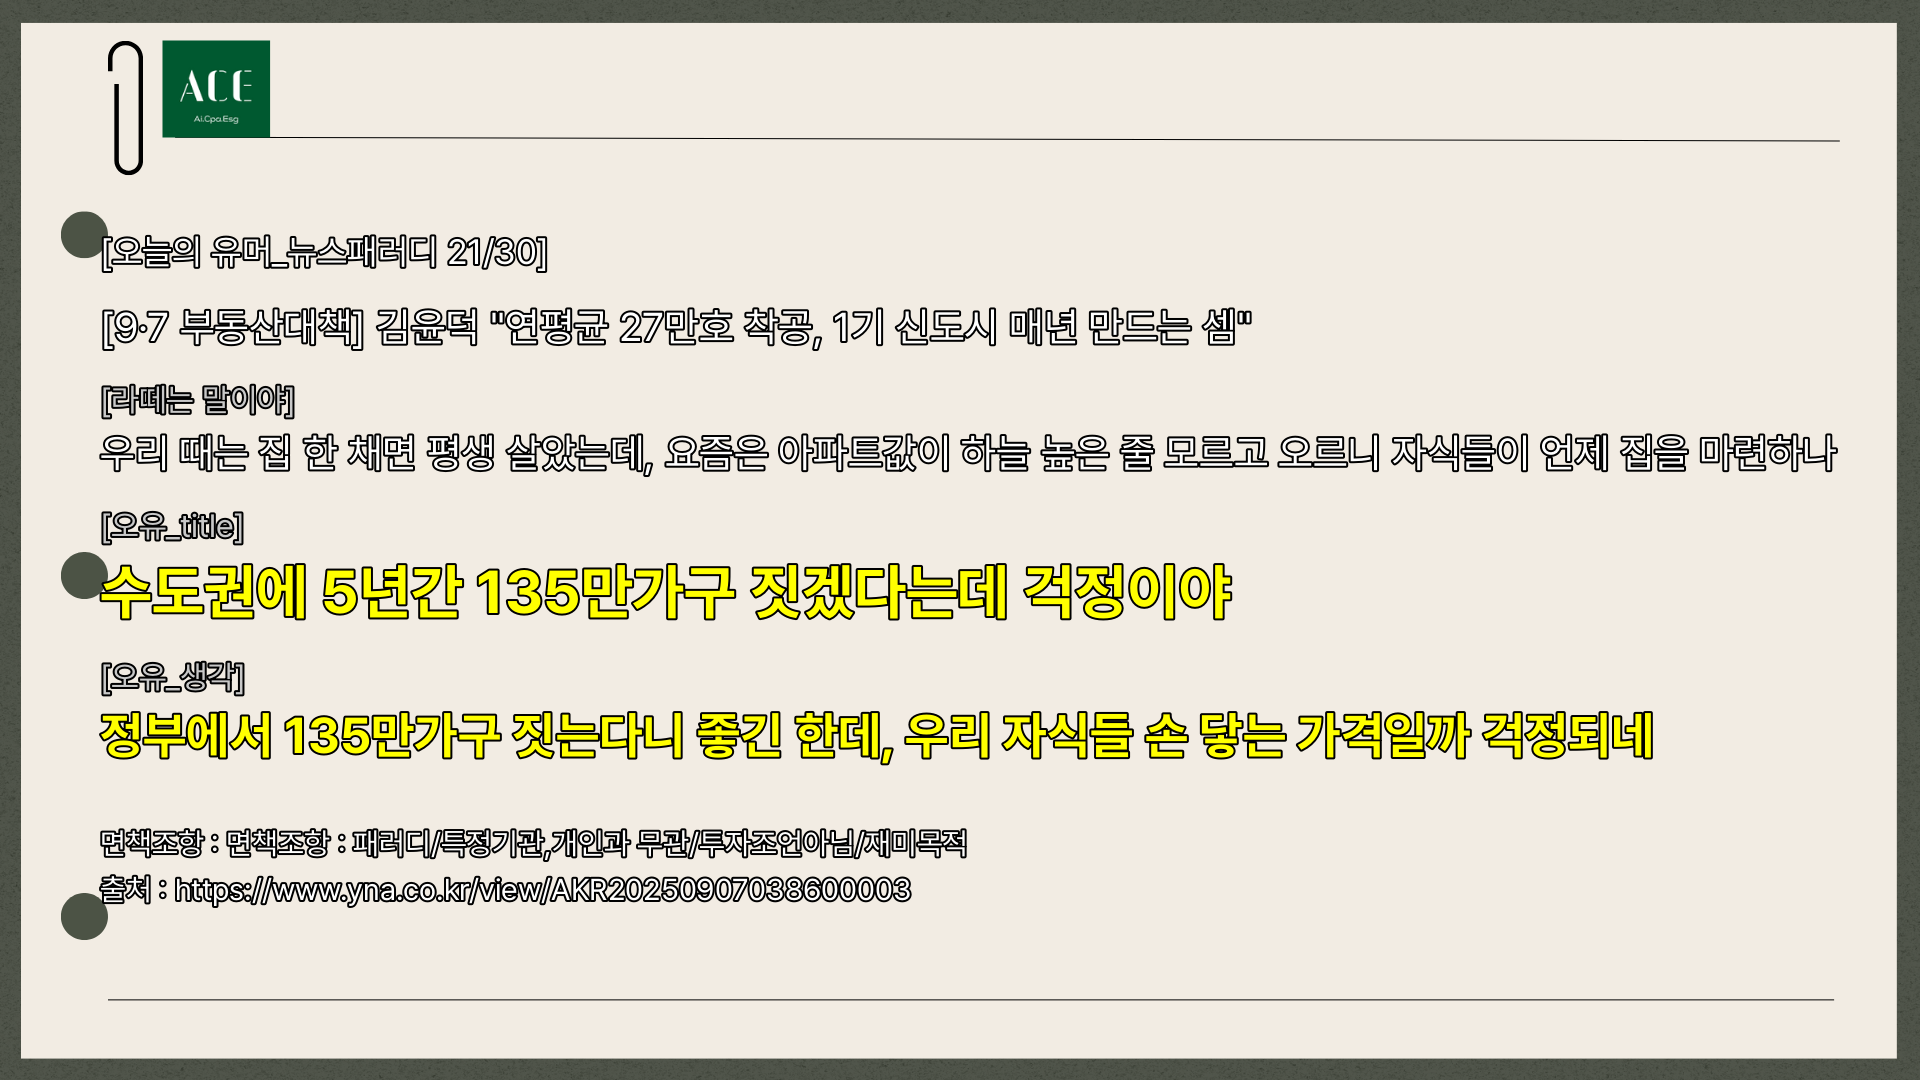 ACE
Ai.Cpa.Esg
[오늘의 유머_뉴스패러디 21/30]
[9·7 부동산대책] 김윤덕 "연평균 27만호 착공, 1기 신도시 매년 만드는 셈"
[라떼는 말이야]
우리 때는 집 한 채면 평생 살았는데, 요즘은 아파트값이 하늘 높은 줄 모르고 오르니 자식들이 언제 집을 마련하나
[오유_title]
수도권에 5년간 135만가구 짓겠다는데 걱정이야
[오유_생각]
정부에서 135만가구 짓는다니 좋긴 한데, 우리 자식들 손 닿는 가격일까 걱정되네
면책조항 : 면책조항 : 패러디/특정기관,개인과 무관/투자조언아님/재미목적
출처 : https://www.yna.co.kr/view/AKR20250907038600003